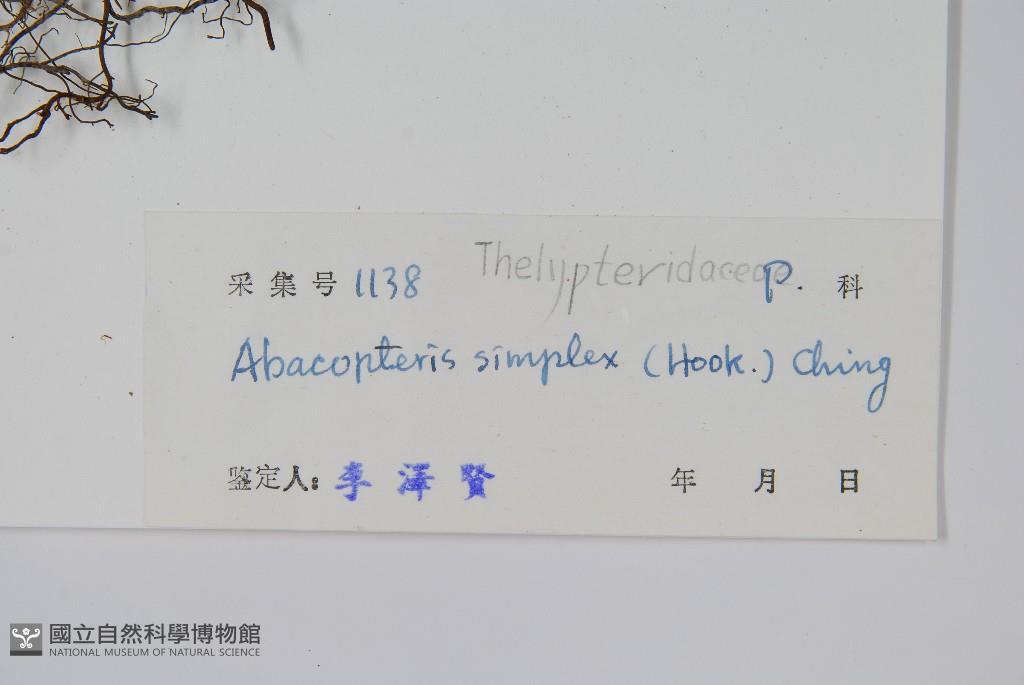 采集号 1138 Thelypteridaceae P. 科
Abacopteris simplex (Hook.) Ching
鉴定人: 李澤賢 年 月 日
國立自然科學博物館
NATIONAL MUSEUM OF NATURAL SCIENCE